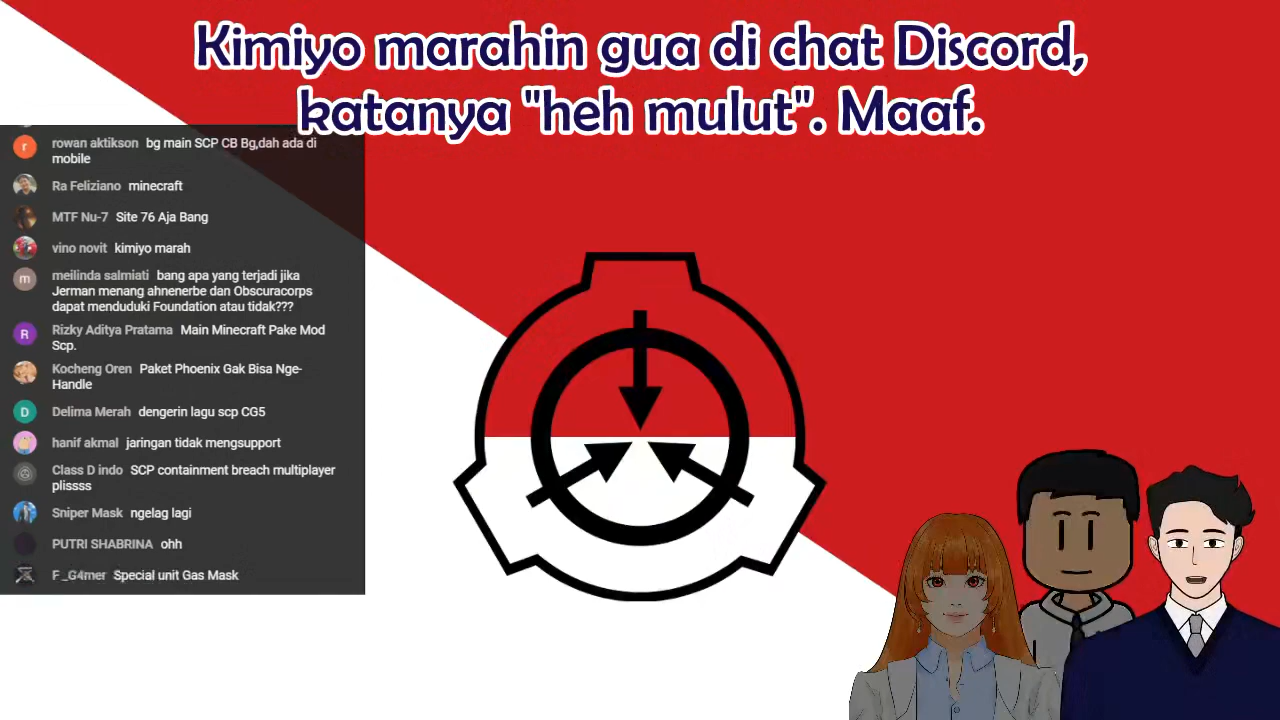 Kimiyo marahin gua di chat Discord,
katanya "heh mulut". Maaf.
rowan aktikson bg main SCP CB Bg,dah ada di
mobile
Ra Feliziano minecraft
MTF Nu-7 Site 76 Aja Bang
vino novit kimiyo marah
meilinda salmiati bang apa yang terjadi jika
Jerman menang ahnenerbe dan Obscuracorps
dapat menduduki Foundation atau tidak???
Rizky Aditya Pratama Main Minecraft Pake Mod
Scp.
Kocheng Oren Paket Phoenix Gak Bisa Nge-
Handle
Delima Merah dengerin lagu scp CG5
hanif akmal jaringan tidak mengsupport
Class D indo SCP containment breach multiplayer
plissss
Sniper Mask ngelag lagi
PUTRI SHABRINA ohh
F_G4mer Special unit Gas Mask